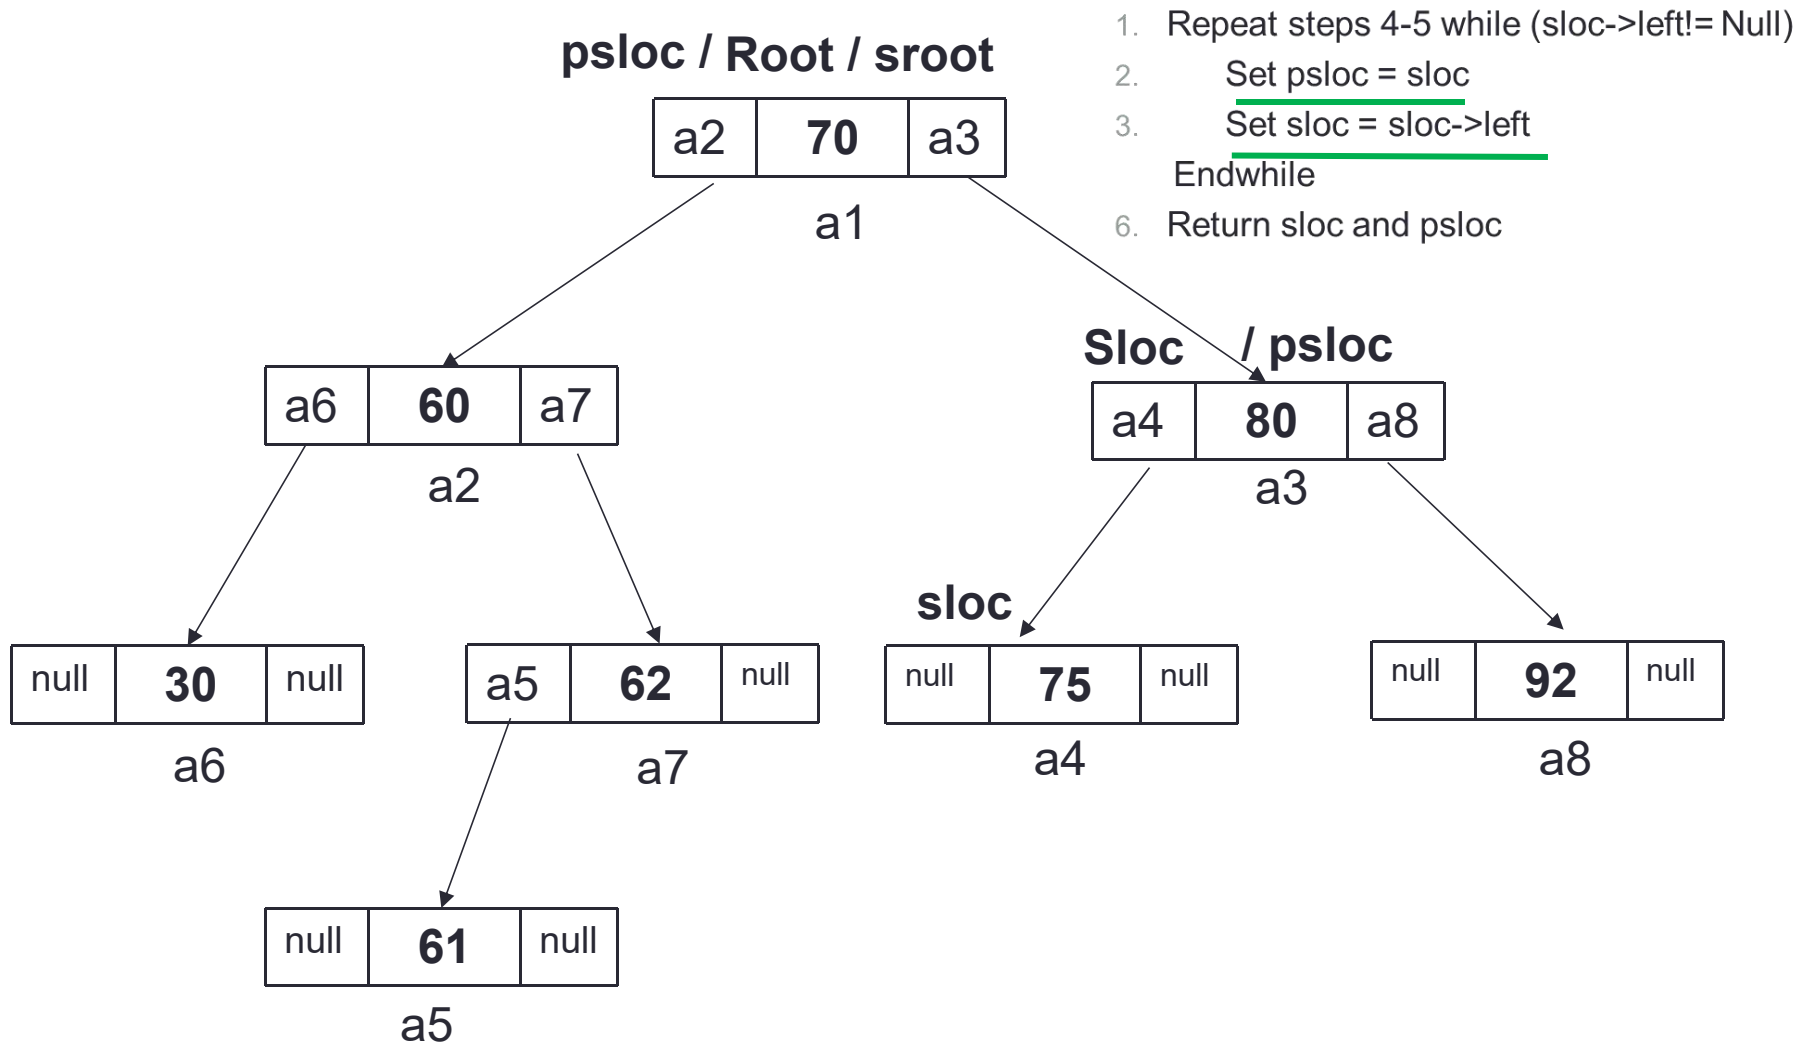 1. Repeat steps 4-5 while (sloc->left!= Null)
2. Set psloc = sloc
3. Set sloc = sloc->left
Endwhile
6. Return sloc and psloc
psloc / Root / sroot
a2 70 a3
a1
Sloc / psloc
a6 60 a7
a2
a4 80 a8
a3
sloc
null 30 null
a6
a5 62 null
a7
null 75 null
a4
null 92 null
a8
null 61 null
a5